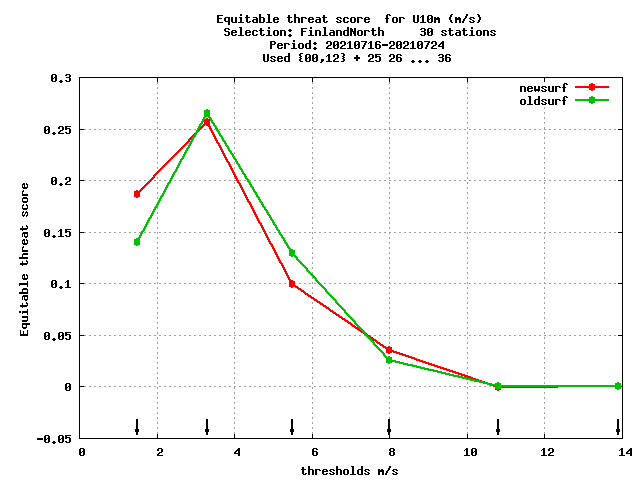 Equitable threat score  for U10m (m/s)
Selection: FinlandNorth     30 stations
Period: 20210716-20210724
Used {00,12} + 25 26 ... 36
newsurf
oldsurf
0.3
0.25
0.2
0.15
0.1
0.05
0
-0.05
Equitable threat score
0 2 4 6 8 10 12 14
thresholds m/s